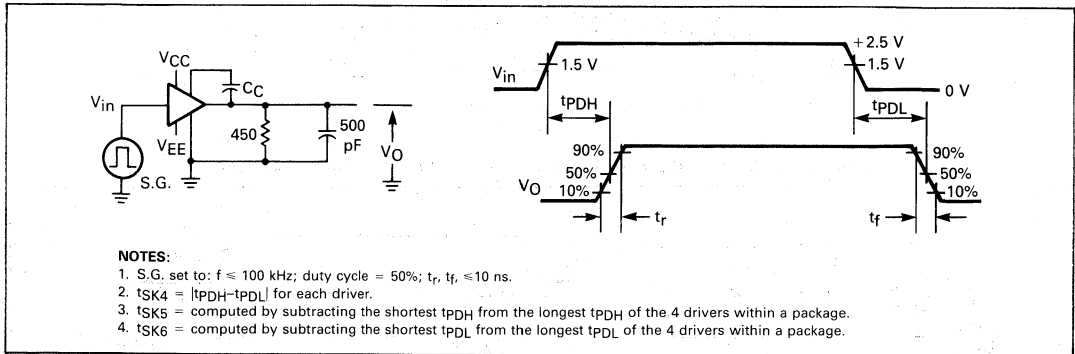 VCC
CC
Vin
VEE
450
500
pF
VO
S.G.
Vin
1.5 V
+2.5 V
1.5 V
0 V
tPDH
tPDL
90%
50%
10%
VO
90%
50%
10%
tr
tf
NOTES:
1. S.G. set to: f ≤ 100 kHz; duty cycle = 50%; tr, tf, ≤10 ns.
2. tSK4 = |tPDH–tPDL| for each driver.
3. tSK5 = computed by subtracting the shortest tPDH from the longest tPDH of the 4 drivers within a package.
4. tSK6 = computed by subtracting the shortest tPDL from the longest tPDL of the 4 drivers within a package.